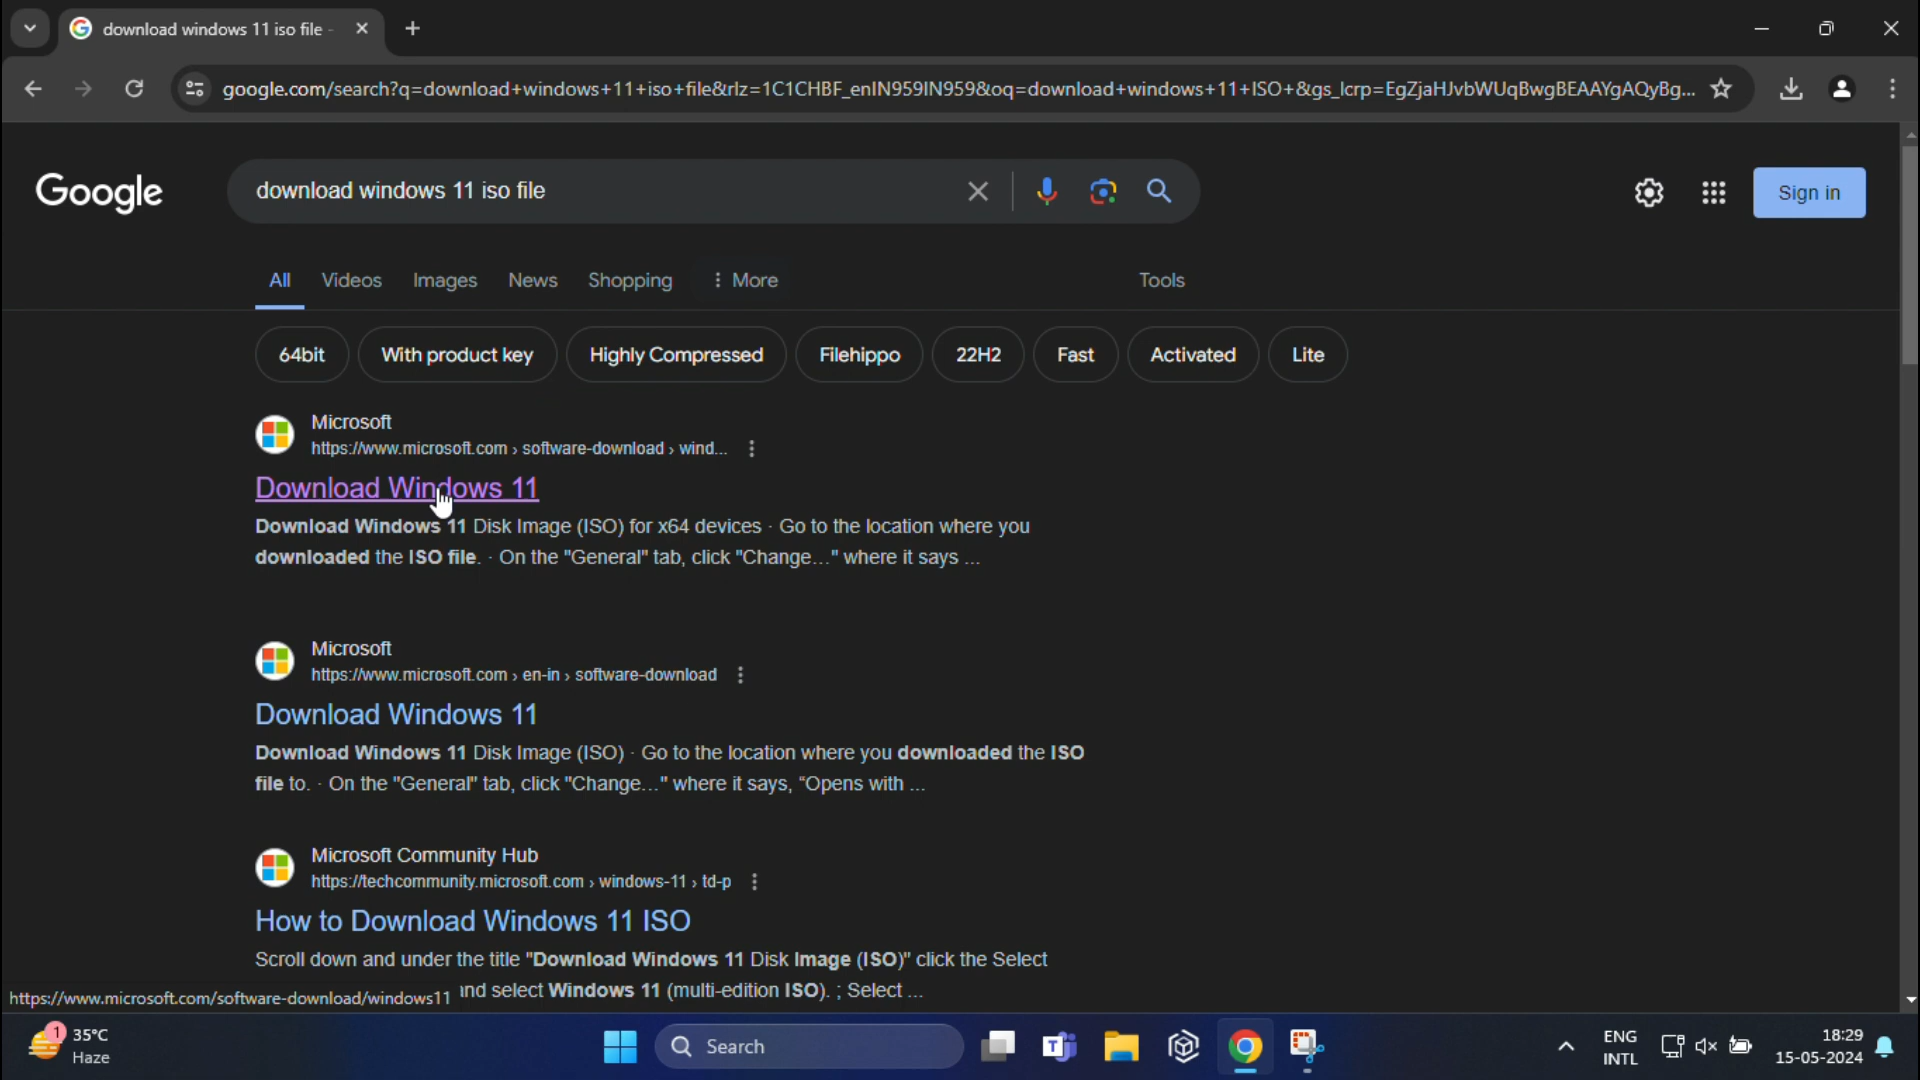 download windows 11 iso file -
google.com/search?q=download+windows+11+iso+file&rlz=1C1CHBF_enIN959IN959&oq=download+windows+11+ISO+&gs_lcrp=EgZjaHJvbWUqBwgBEAAYgAQyBg...
Google
download windows 11 iso file
Sign in
All Videos Images News Shopping More Tools
64bit With product key Highly Compressed Filehippo 22H2 Fast Activated Lite
Microsoft
https://www.microsoft.com › software-download › wind...
Download Windows 11
Download Windows 11 Disk Image (ISO) for x64 devices · Go to the location where you
downloaded the ISO file. · On the "General" tab, click "Change…" where it says ...
Microsoft
https://www.microsoft.com › en-in › software-download
Download Windows 11
Download Windows 11 Disk Image (ISO) · Go to the location where you downloaded the ISO
file to. · On the "General" tab, click "Change…" where it says, “Opens with ...
Microsoft Community Hub
https://techcommunity.microsoft.com › windows-11 › td-p
How to Download Windows 11 ISO
Scroll down and under the title "Download Windows 11 Disk Image (ISO)" click the Select
https://www.microsoft.com/software-download/windows11 and select Windows 11 (multi-edition ISO). ; Select ...
1 35°C
Haze
Search
T
ENG
INTL
18:29
15-05-2024